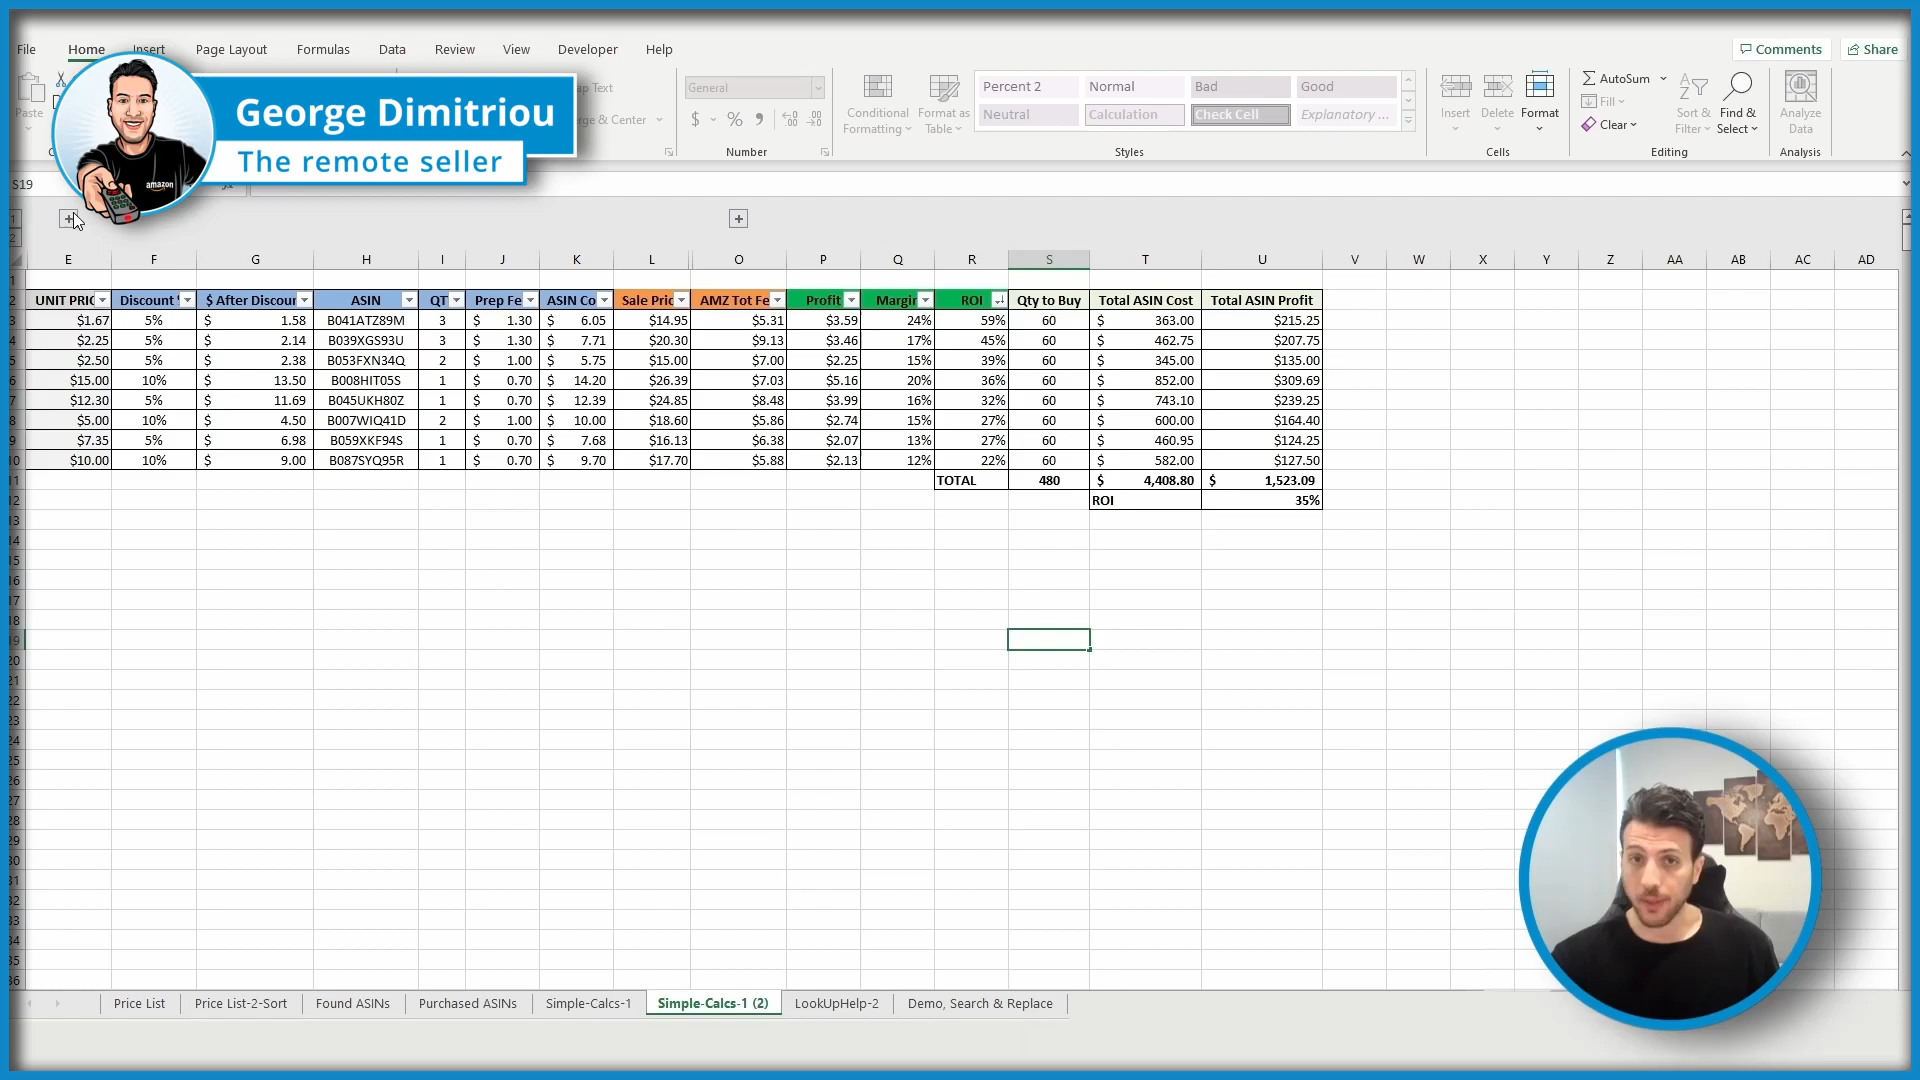 File Home Insert Page Layout Formulas Data Review View Developer Help Comments Share
George Dimitriou
The remote seller
amazon
Paste
General
$ %
Number
Conditional Formatting
Format as Table
Percent 2 Normal Bad Good
Neutral Calculation Check Cell Explanatory ...
Styles
Insert Delete Format
Cells
AutoSum
Fill
Clear
Sort & Filter
Find & Select
Editing
Analyze Data
Analysis
S19
1
2
E F G H I J K L O P Q R S T U V W X Y Z AA AB AC AD
UNIT PRIC Discount $ After Discour ASIN QT Prep Fe ASIN Co Sale Pric AMZ Tot Fe Profit Margir ROI Qty to Buy Total ASIN Cost Total ASIN Profit
$1.67 5% $ 1.58 B041ATZ89M 3 $ 1.30 $ 6.05 $14.95 $5.31 $3.59 24% 59% 60 $ 363.00 $215.25
$2.25 5% $ 2.14 B039XGS93U 3 $ 1.30 $ 7.71 $20.30 $9.13 $3.46 17% 45% 60 $ 462.75 $207.75
$2.50 5% $ 2.38 B053FXN34Q 2 $ 1.00 $ 5.75 $15.00 $7.00 $2.25 15% 39% 60 $ 345.00 $135.00
$15.00 10% $ 13.50 B008HIT05S 1 $ 0.70 $ 14.20 $26.39 $7.03 $5.16 20% 36% 60 $ 852.00 $309.69
$12.30 5% $ 11.69 B045UKH80Z 1 $ 0.70 $ 12.39 $24.85 $8.48 $3.99 16% 32% 60 $ 743.10 $239.25
$5.00 10% $ 4.50 B007WIQ41D 2 $ 1.00 $ 10.00 $18.60 $5.86 $2.74 15% 27% 60 $ 600.00 $164.40
$7.35 5% $ 6.98 B059XKF94S 1 $ 0.70 $ 7.68 $16.13 $6.38 $2.07 13% 27% 60 $ 460.95 $124.25
$10.00 10% $ 9.00 B087SYQ95R 1 $ 0.70 $ 9.70 $17.70 $5.88 $2.13 12% 22% 60 $ 582.00 $127.50
TOTAL 480 $ 4,408.80 $ 1,523.09
ROI 35%
Price List Price List-2-Sort Found ASINs Purchased ASINs Simple-Calcs-1 Simple-Calcs-1 (2) LookUpHelp-2 Demo, Search & Replace